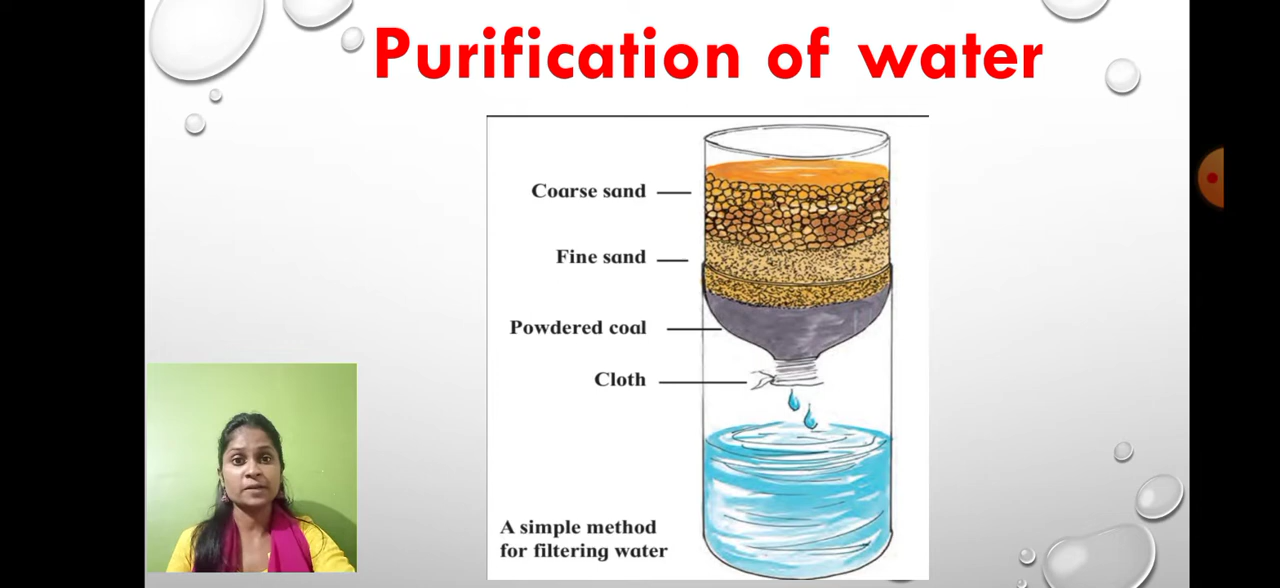 Purification of water
Coarse sand
Fine sand
Powdered coal
Cloth
A simple method
for filtering water